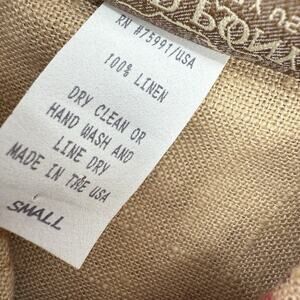 RN #75991/USA
100% LINEN
DRY CLEAN OR
HAND WASH AND
LINE DRY
MADE IN THE USA
SMALL